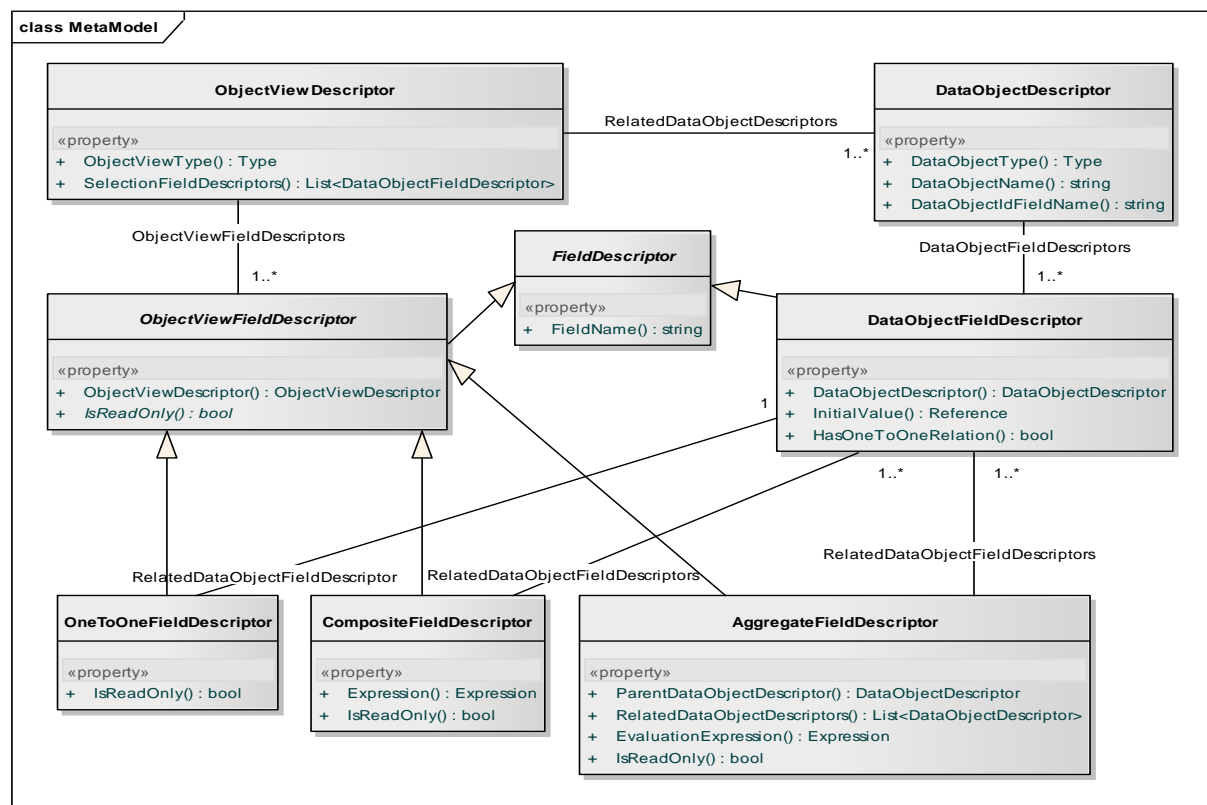 class MetaModel
ObjectViewDescriptor
«property»
+ ObjectViewType() : Type
+ SelectionFieldDescriptors() : List<DataObjectFieldDescriptor>
RelatedDataObjectDescriptors
1..*
DataObjectDescriptor
«property»
+ DataObjectType() : Type
+ DataObjectName() : string
+ DataObjectIdFieldName() : string
ObjectViewFieldDescriptors
1..*
DataObjectFieldDescriptors
1..*
FieldDescriptor
«property»
+ FieldName() : string
ObjectViewFieldDescriptor
«property»
+ ObjectViewDescriptor() : ObjectViewDescriptor
+ IsReadOnly() : bool
DataObjectFieldDescriptor
«property»
+ DataObjectDescriptor() : DataObjectDescriptor
+ InitialValue() : Reference
+ HasOneToOneRelation() : bool
1
1..*
1..*
RelatedDataObjectFieldDescriptor
RelatedDataObjectFieldDescriptors
RelatedDataObjectFieldDescriptors
OneToOneFieldDescriptor
«property»
+ IsReadOnly() : bool
CompositeFieldDescriptor
«property»
+ Expression() : Expression
+ IsReadOnly() : bool
AggregateFieldDescriptor
«property»
+ ParentDataObjectDescriptor() : DataObjectDescriptor
+ RelatedDataObjectDescriptors() : List<DataObjectDescriptor>
+ EvaluationExpression() : Expression
+ IsReadOnly() : bool